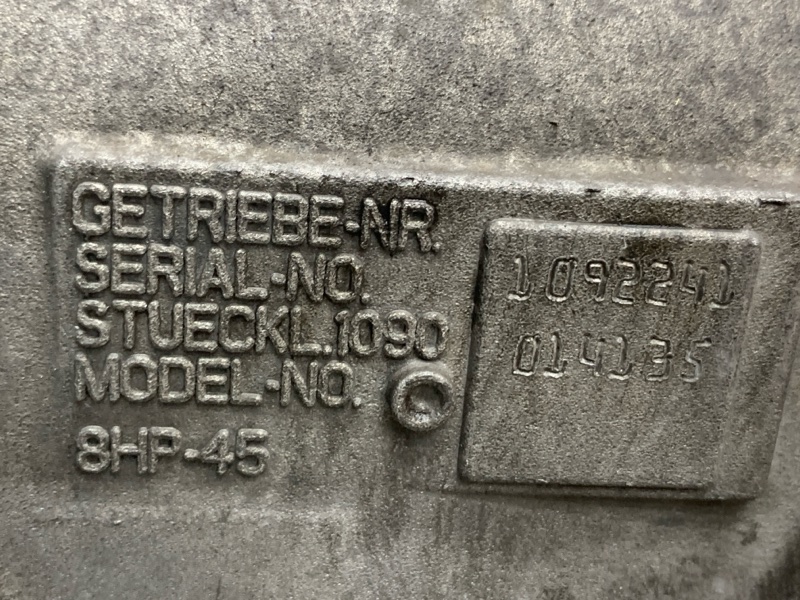 GETRIEBE-NR.
SERIAL-NO.
STUECKL.1090
MODEL-NO.
8HP-45
1092241
014135